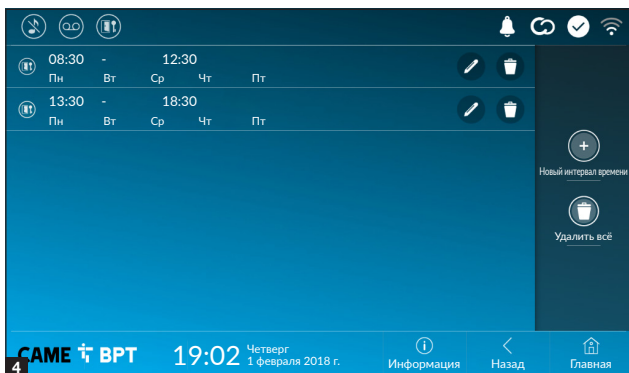 08:30 - 12:30
Пн Вт Ср Чт Пт
13:30 - 18:30
Пн Вт Ср Чт Пт
+
Новый интервал времени
Удалить всё
4
CAME BPT
19:02
Четверг
1 февраля 2018 г.
Информация
Назад
Главная